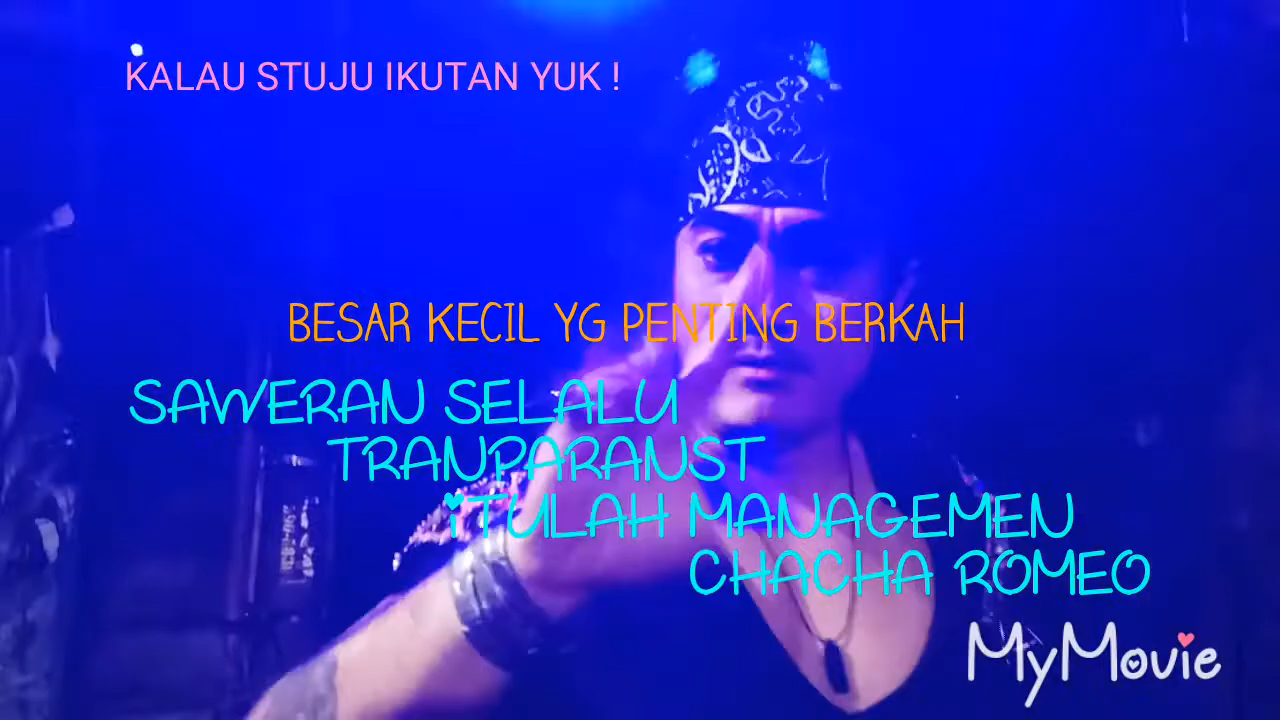 KALAU STUJU IKUTAN YUK !
BESAR KECIL YG PENTING BERKAH
SAWERAN SELALU
TRANPARANST
iTULAH MANAGEMEN
CHACHA ROMEO
MyMovie